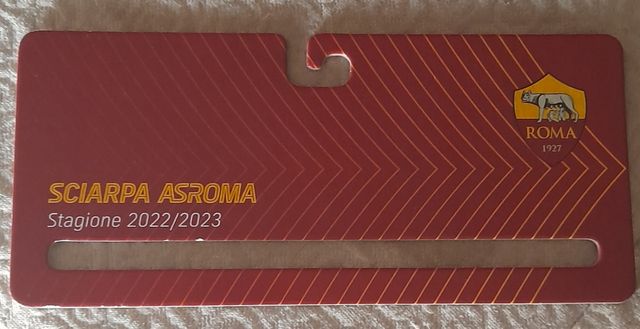 SCIARPA ASROMA
Stagione 2022/2023
ROMA
1927